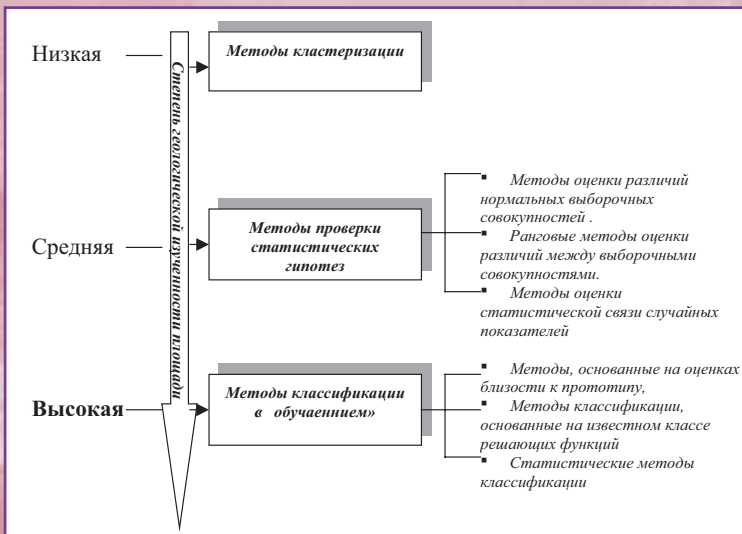 Низкая
Методы кластеризации
Степень геологической изученности площади
Средняя
Методы проверки
статистических
гипотез
▪ Методы оценки различий
нормальных выборочных
совокупностей .
▪ Ранговые методы оценки
различий между выборочными
совокупностями.
▪ Методы оценки
статистической связи случайных
показателей
Высокая
Методы классификации
в обучаеннием»
▪ Методы, основанные на оценках
близости к прототипу,
▪ Методы классификации,
основанные на известном классе
решающих функций
▪ Статистические методы
классификации